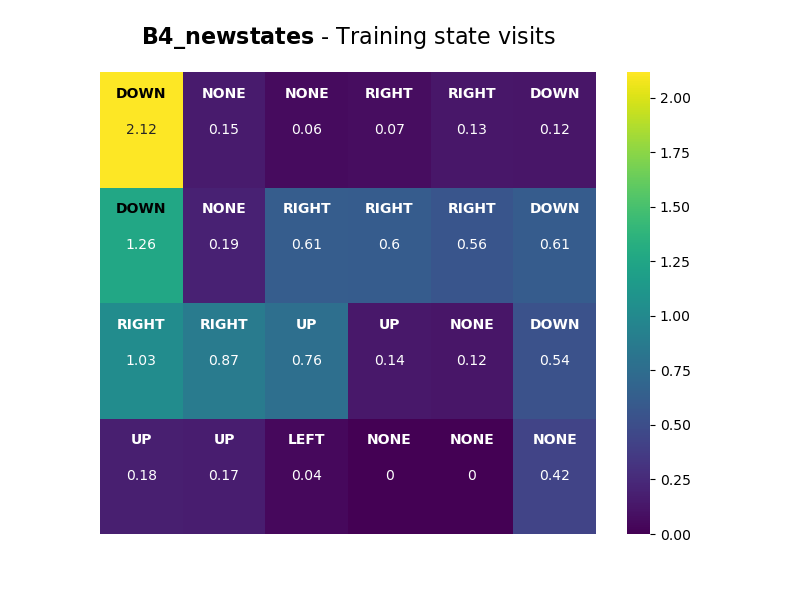 B4_newstates - Training state visits
DOWN NONE NONE RIGHT RIGHT DOWN
2.12 0.15 0.06 0.07 0.13 0.12
DOWN NONE RIGHT RIGHT RIGHT DOWN
1.26 0.19 0.61 0.6 0.56 0.61
RIGHT RIGHT UP UP NONE DOWN
1.03 0.87 0.76 0.14 0.12 0.54
UP UP LEFT NONE NONE NONE
0.18 0.17 0.04 0 0 0.42
2.00
1.75
1.50
1.25
1.00
0.75
0.50
0.25
0.00